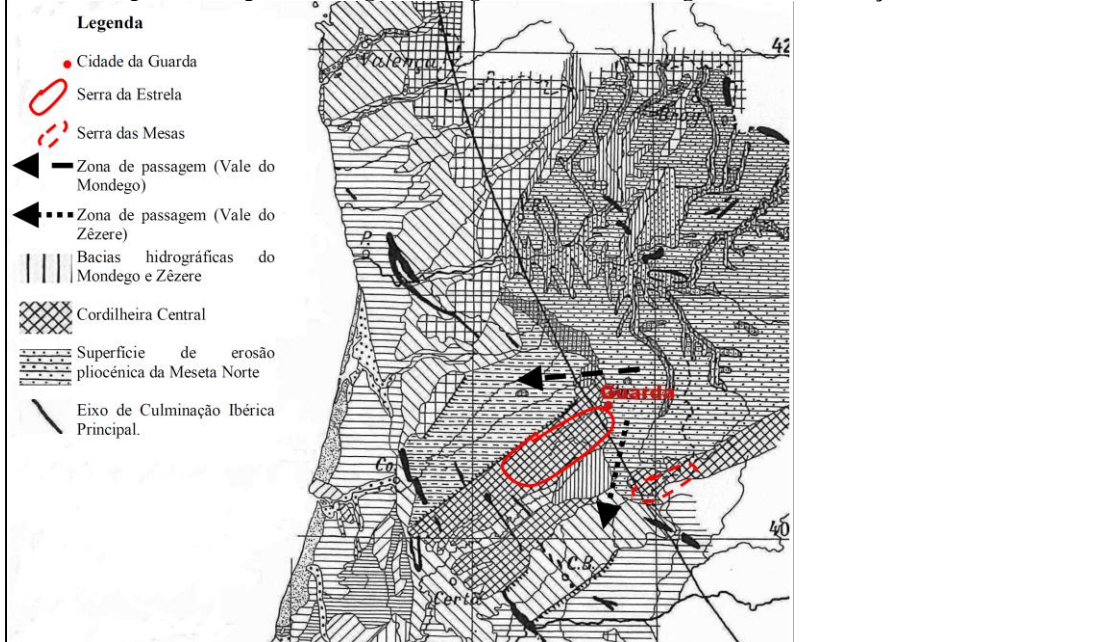 Legenda
Cidade da Guarda
Serra da Estrela
Serra das Mesas
Zona de passagem (Vale do
Mondego)
Zona de passagem (Vale do
Zêzere)
Bacias hidrográficas do
Mondego e Zêzere
Cordilheira Central
Superfície de erosão
pliocénica da Meseta Norte
Eixo de Culminação Ibérica
Principal.
42
Valença
Brag
V.R.
P.
Guarda
Co
40
C.B.
Certã